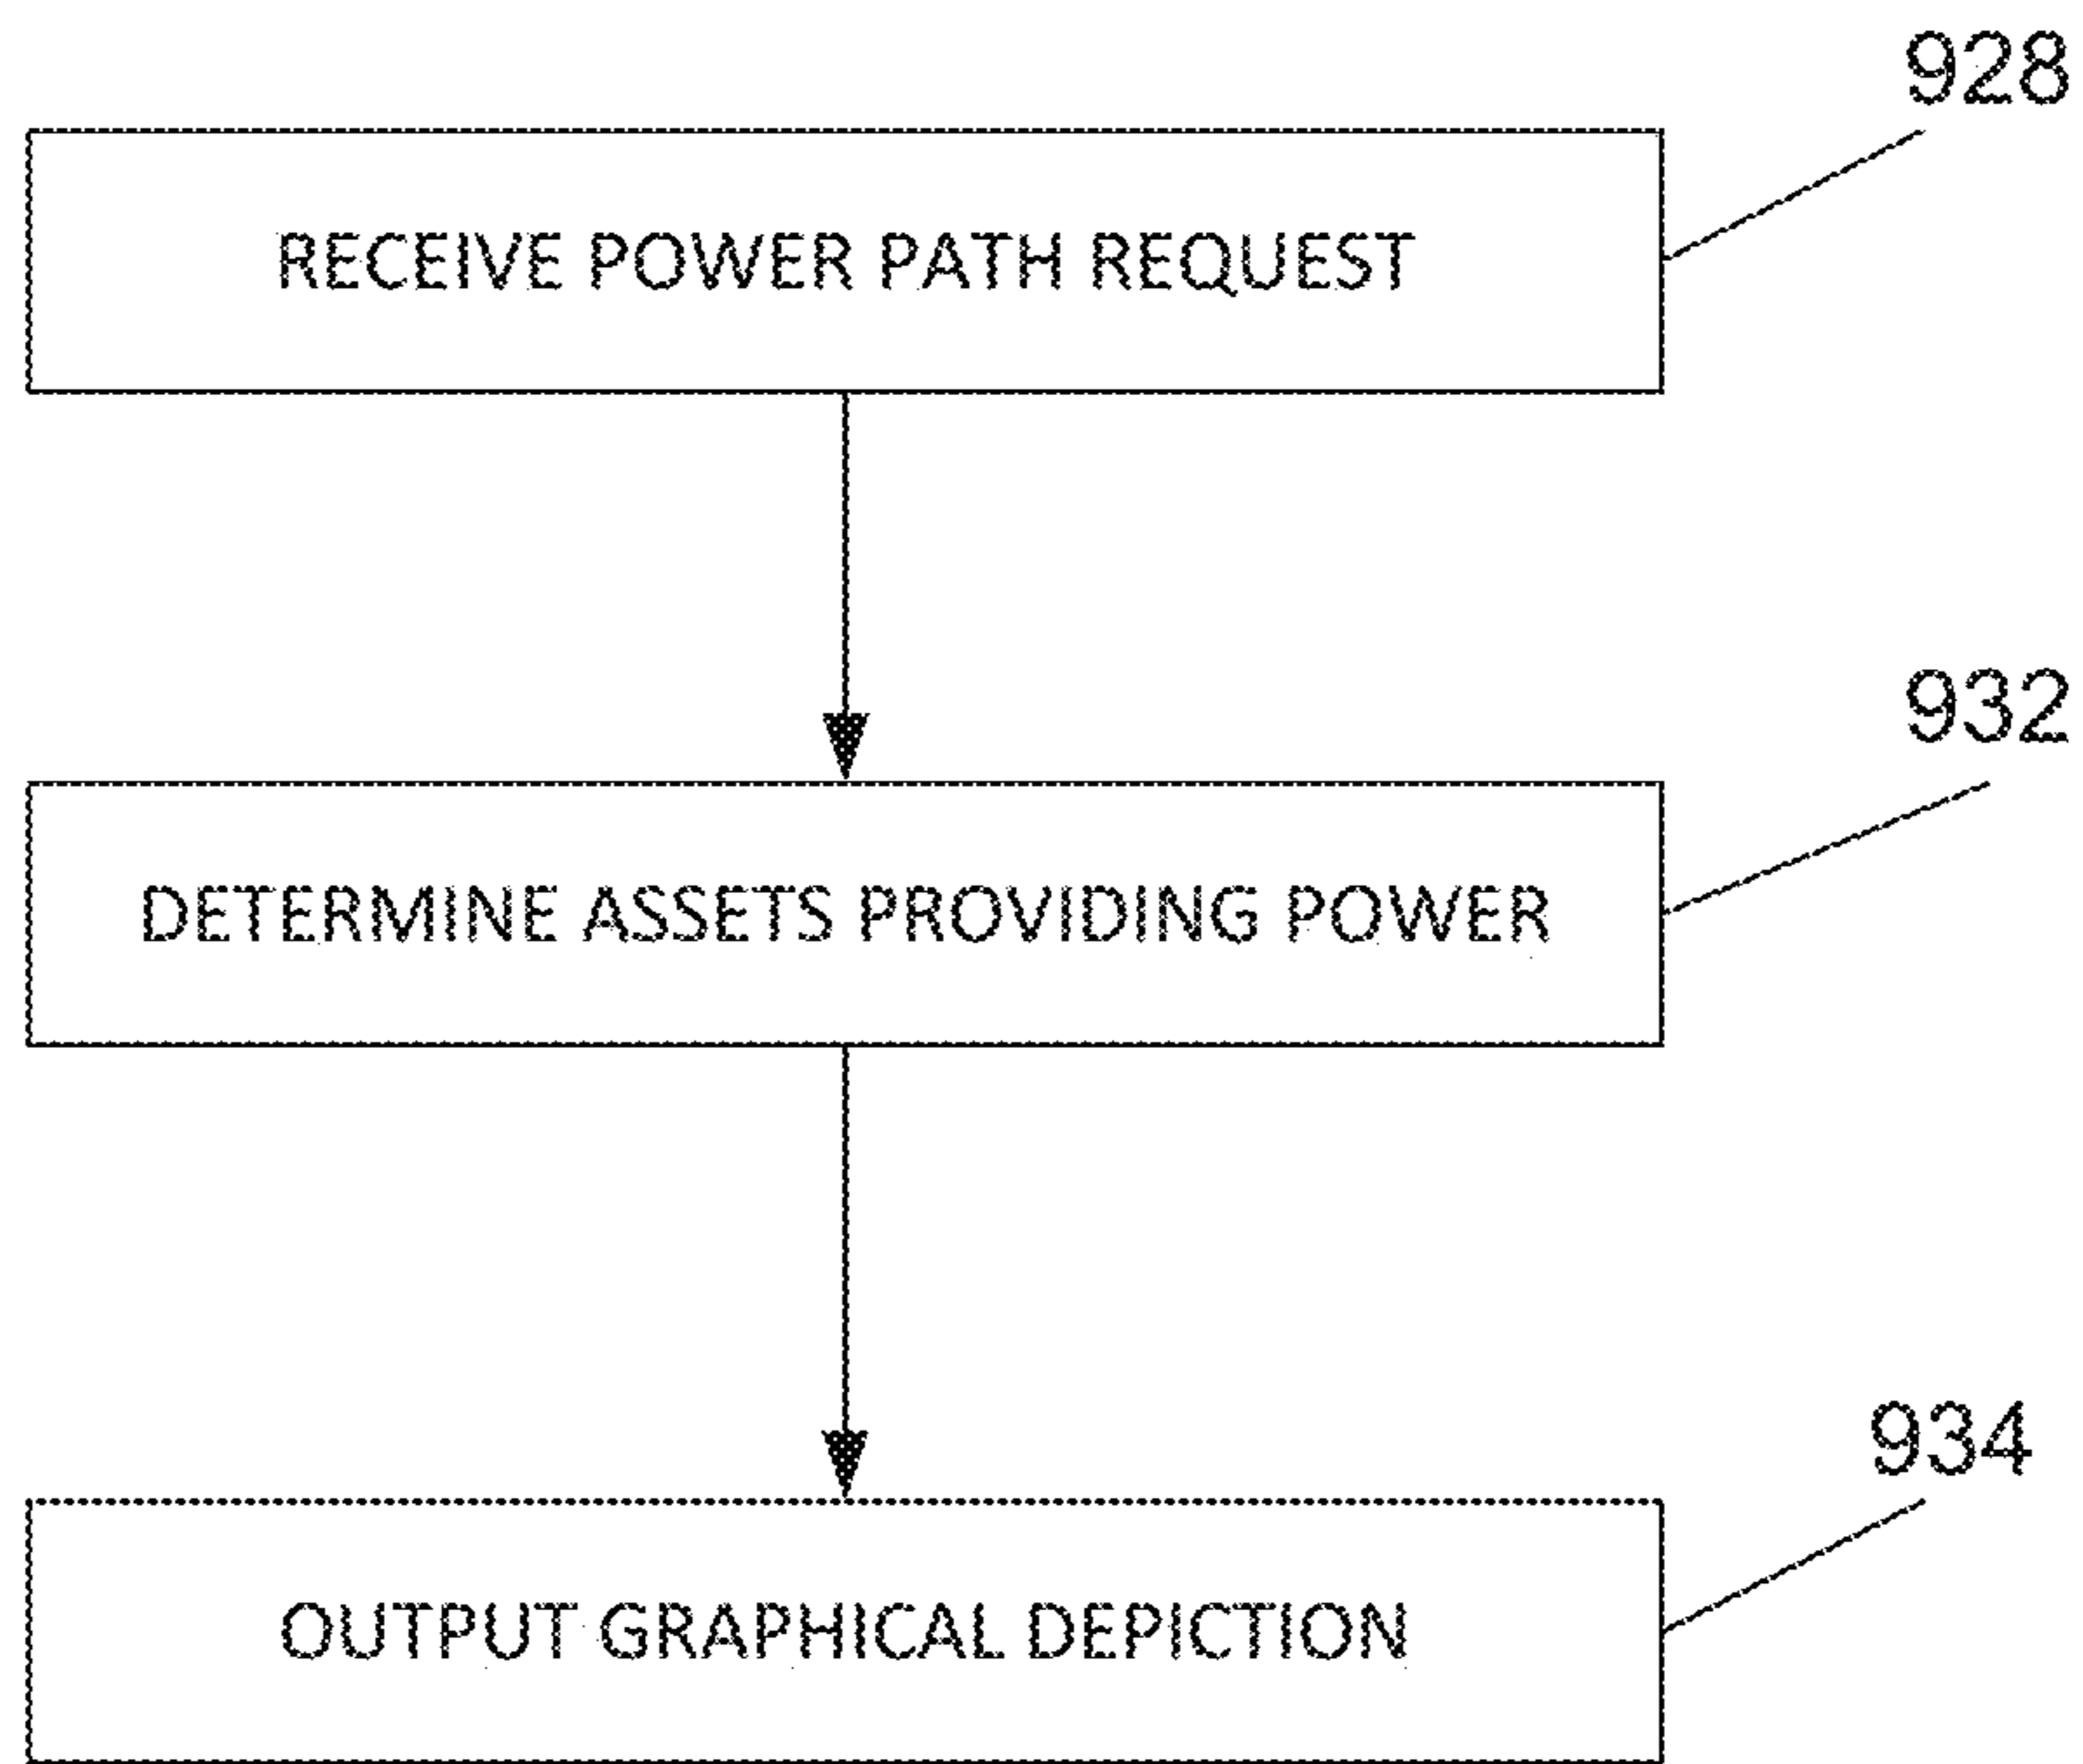 928
RECEIVE POWER PATH REQUEST
932
DETERMINE ASSETS PROVIDING POWER
934
OUTPUT GRAPHICAL DEPICTION